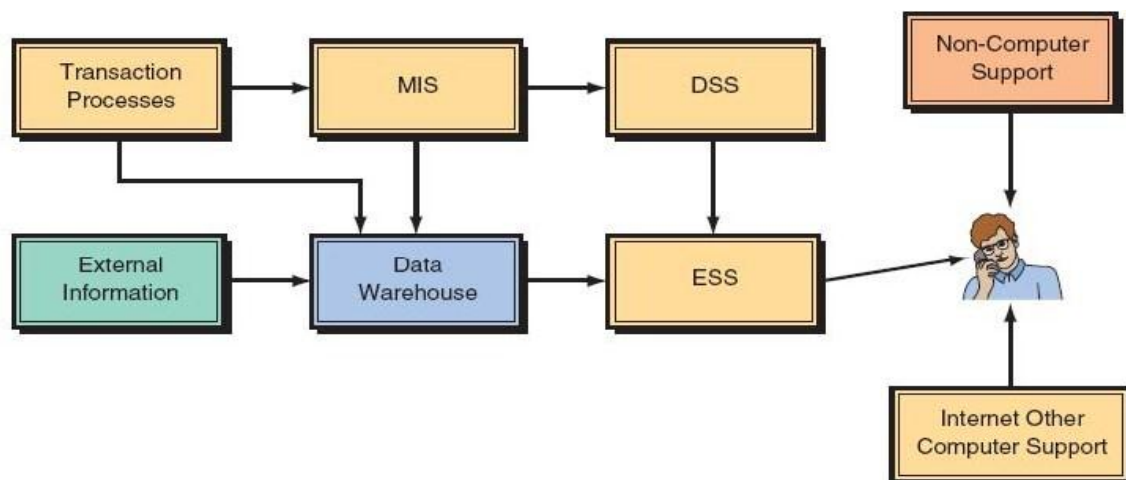 Transaction
Processes
MIS
DSS
Non-Computer
Support
External
Information
Data
Warehouse
ESS
Internet Other
Computer Support